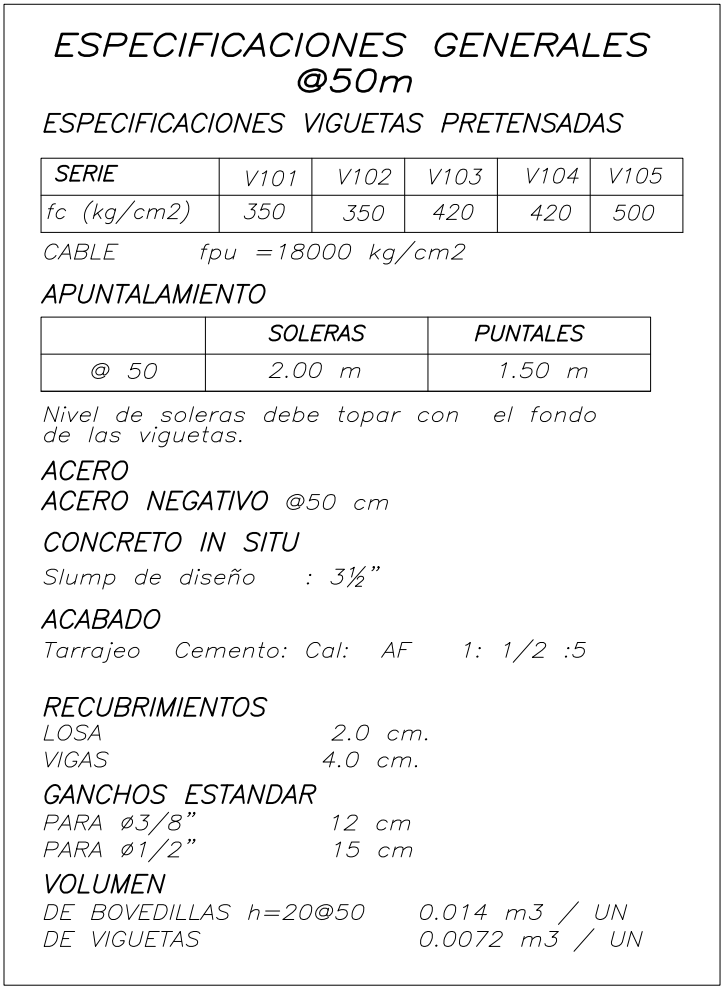 ESPECIFICACIONES GENERALES
@50m
ESPECIFICACIONES VIGUETAS PRETENSADAS
SERIE V101 V102 V103 V104 V105
fc (kg/cm2) 350 350 420 420 500
CABLE fpu =18000 kg/cm2
APUNTALAMIENTO
SOLERAS PUNTALES
@ 50 2.00 m 1.50 m
Nivel de soleras debe topar con el fondo
de las viguetas.
ACERO
ACERO NEGATIVO @50 cm
CONCRETO IN SITU
Slump de diseño : 3½"
ACABADO
Tarrajeo Cemento: Cal: AF 1: 1/2 :5
RECUBRIMIENTOS
LOSA 2.0 cm.
VIGAS 4.0 cm.
GANCHOS ESTANDAR
PARA ø3/8" 12 cm
PARA ø1/2" 15 cm
VOLUMEN
DE BOVEDILLAS h=20@50 0.014 m3 / UN
DE VIGUETAS 0.0072 m3 / UN